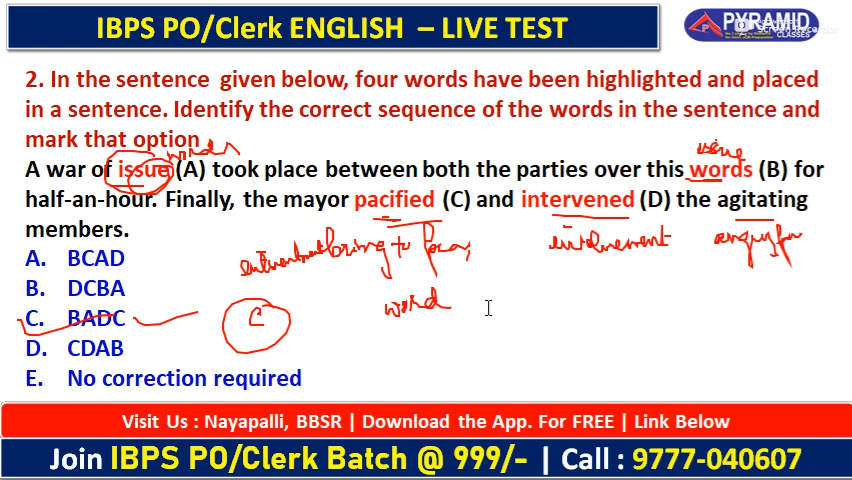 IBPS PO/Clerk ENGLISH – LIVE TEST
PYRAMID
CLASSES
2. In the sentence given below, four words have been highlighted and placed
in a sentence. Identify the correct sequence of the words in the sentence and
mark that option
words
issue
A war of issue (A) took place between both the parties over this words (B) for
half-an-hour. Finally, the mayor pacified (C) and intervened (D) the agitating
members.
bring to
involvement
A. BCAD
B. DCBA
word
C. BADC
C
D. CDAB
E. No correction required
Visit Us : Nayapalli, BBSR | Download the App. For FREE | Link Below
Join IBPS PO/Clerk Batch @ 999/- | Call : 9777-040607